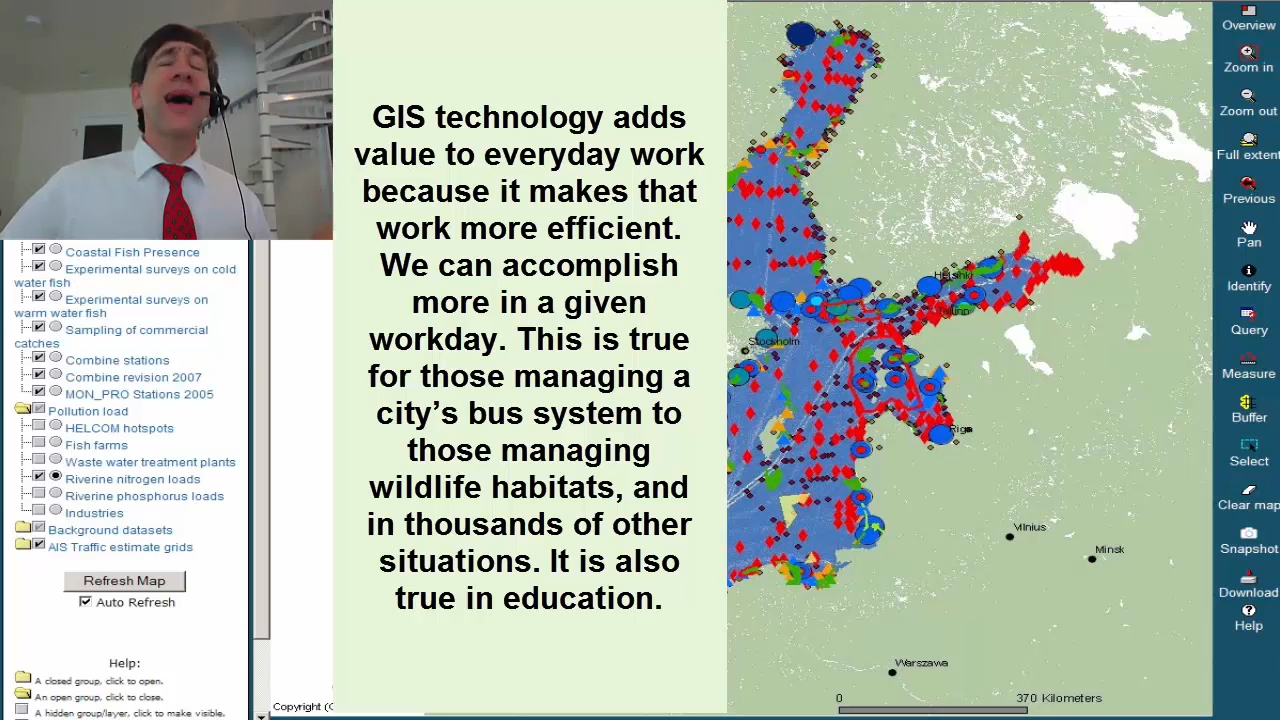 Coastal Fish Presence
Experimental surveys on cold
water fish
Experimental surveys on
warm water fish
Sampling of commercial
catches
Combine stations
Combine revision 2007
MON_PRO Stations 2005
Pollution load
HELCOM hotspots
Fish farms
Waste water treatment plants
Riverine nitrogen loads
Riverine phosphorus loads
Industries
Background datasets
AIS Traffic estimate grids
Refresh Map
Auto Refresh
Help:
A closed group, click to open.
An open group, click to close.
A hidden group/layer, click to make visible.
Copyright (C
GIS technology adds
value to everyday work
because it makes that
work more efficient.
We can accomplish
more in a given
workday. This is true
for those managing a
city’s bus system to
those managing
wildlife habitats, and
in thousands of other
situations. It is also
true in education.
Helsinki
Tallinn
Stockholm
Riga
Vilnius
Minsk
Warszawa
0 370 Kilometers
Overview
Zoom in
Zoom out
Full extent
Previous
Pan
Identify
Query
Measure
Buffer
Select
Clear map
Snapshot
Download
Help